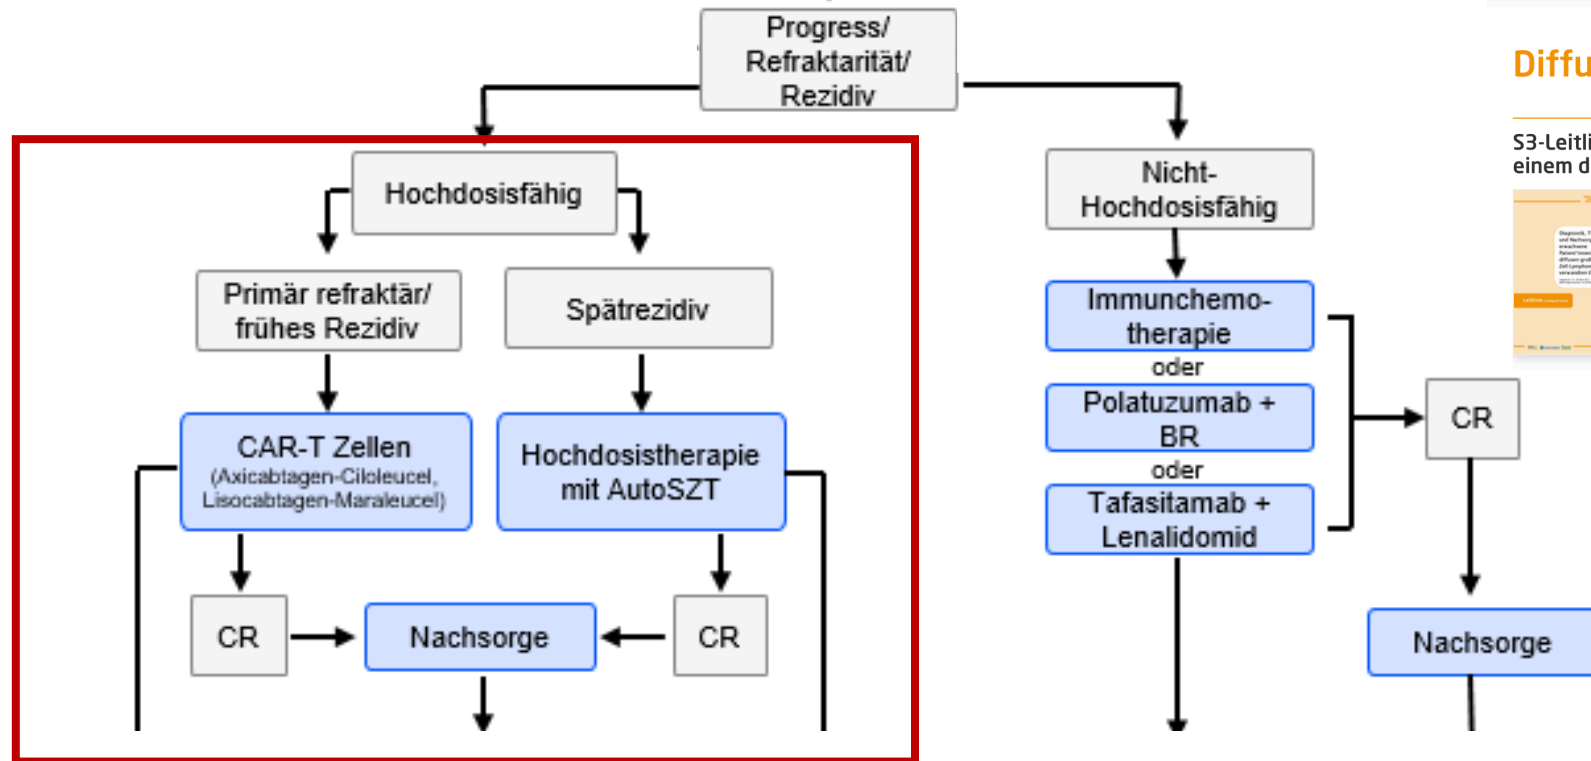 Progress/
Refraktarität/
Rezidiv
Hochdosisfähig
Primär refraktär/
frühes Rezidiv
Spätrezidiv
CAR-T Zellen
(Axicabtagen-Ciloleucel,
Lisocabtagen-Maraleucel)
Hochdosistherapie
mit AutoSZT
CR
Nachsorge
CR
Nicht-
Hochdosisfähig
Immunchemo-
therapie
oder
Polatuzumab +
BR
oder
Tafasitamab +
Lenalidomid
CR
Nachsorge
Diffu
S3-Leitli
einem d